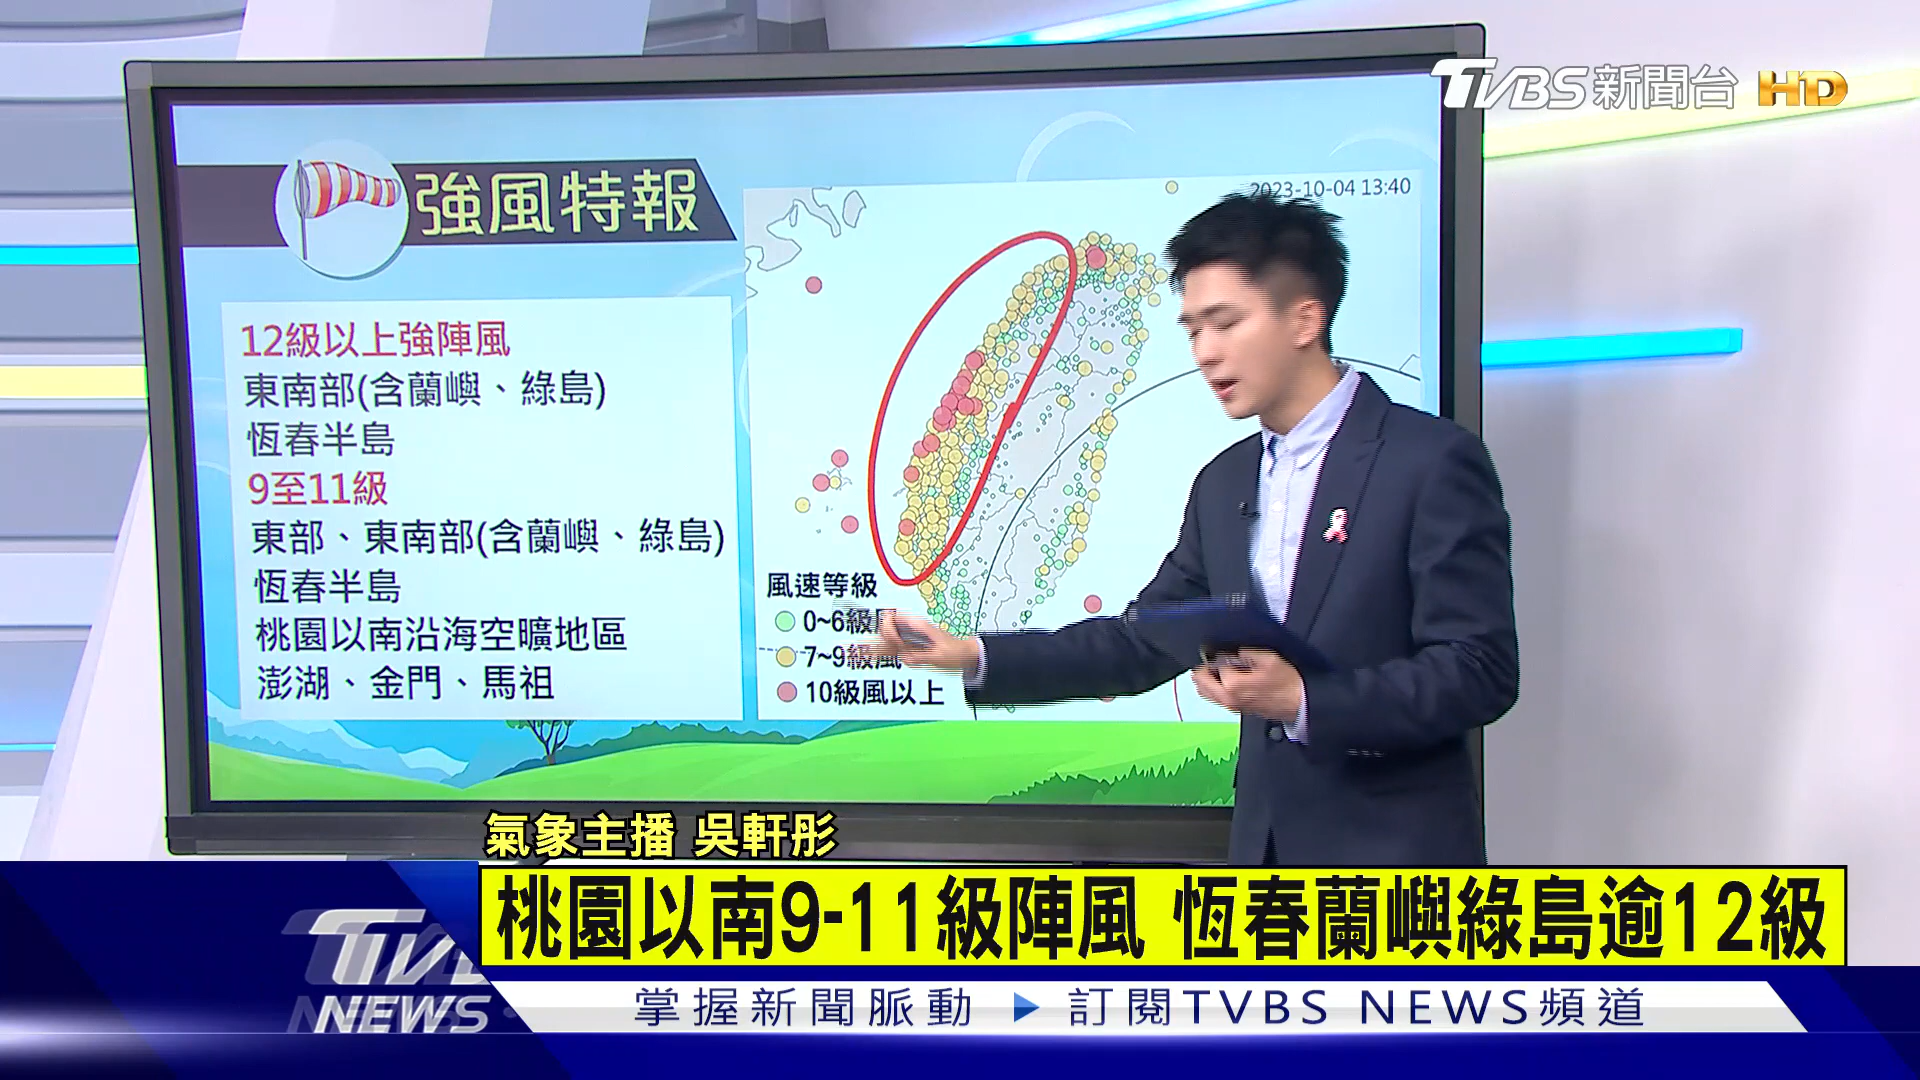 TVBS新聞台 HD
強風特報
2023-10-04 13:40
12級以上強陣風
東南部(含蘭嶼、綠島)
恆春半島
9至11級
東部、東南部(含蘭嶼、綠島)
恆春半島
桃園以南沿海空曠地區
澎湖、金門、馬祖
風速等級
0~6級風
7~9級風
10級風以上
氣象主播 吳軒彤
桃園以南9-11級陣風 恆春蘭嶼綠島逾12級
TVBS
NEWS
掌握新聞脈動 ▶ 訂閱TVBS NEWS頻道